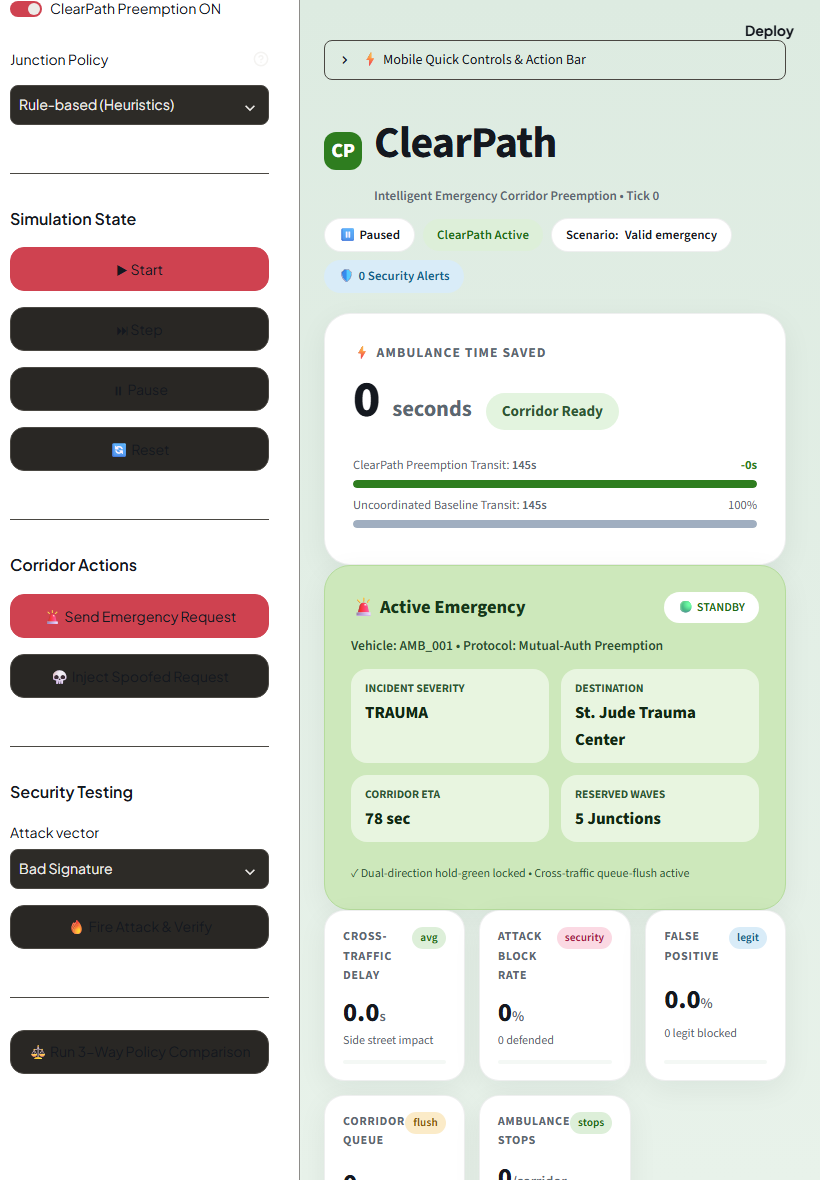 ClearPath Preemption ON
Junction Policy
Rule-based (Heuristics)
Simulation State
▶ Start
⏭ Step
⏸ Pause
🔄 Reset
Corridor Actions
🚨 Send Emergency Request
💀 Inject Spoofed Request
Security Testing
Attack vector
Bad Signature
🔥 Fire Attack & Verify
⚖️ Run 3-Way Policy Comparison
Deploy
⚡ Mobile Quick Controls & Action Bar
CP
ClearPath
Intelligent Emergency Corridor Preemption • Tick 0
⏸ Paused
ClearPath Active
Scenario: Valid emergency
🛡 0 Security Alerts
⚡ AMBULANCE TIME SAVED
0 seconds
Corridor Ready
ClearPath Preemption Transit: 145s
-0s
Uncoordinated Baseline Transit: 145s
100%
🚨 Active Emergency
🟢 STANDBY
Vehicle: AMB_001 • Protocol: Mutual-Auth Preemption
INCIDENT SEVERITY
TRAUMA
DESTINATION
St. Jude Trauma
Center
CORRIDOR ETA
78 sec
RESERVED WAVES
5 Junctions
✓ Dual-direction hold-green locked • Cross-traffic queue-flush active
CROSS-
TRAFFIC
DELAY
avg
0.0s
Side street impact
ATTACK
BLOCK
RATE
security
0%
0 defended
FALSE
POSITIVE
legit
0.0%
0 legit blocked
CORRIDOR
QUEUE
flush
0
AMBULANCE
STOPS
stops
0/corridor